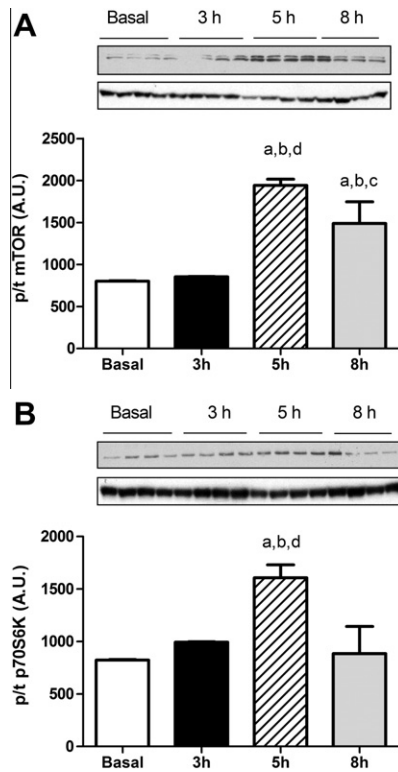 A
Basal 3 h 5 h 8 h
2500
2000
1500
1000
500
0
p/t mTOR (A.U.)
a,b,d
a,b,c
Basal 3h 5h 8h
B
Basal 3 h 5 h 8 h
2000
1500
1000
500
0
p/t p70S6K (A.U.)
a,b,d
Basal 3h 5h 8h